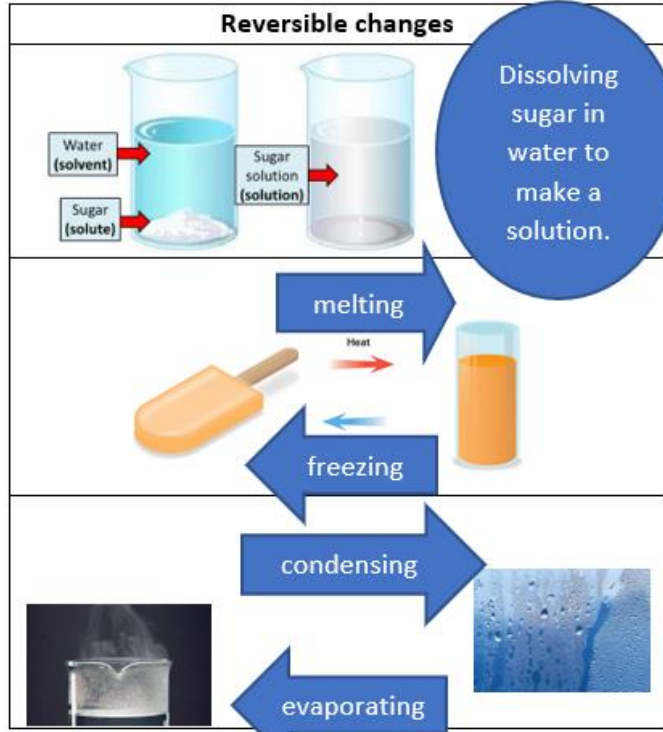 Reversible changes
Water
(solvent)
Sugar
(solute)
Sugar
solution
(solution)
Dissolving
sugar in
water to
make a
solution.
melting
Heat
freezing
condensing
evaporating